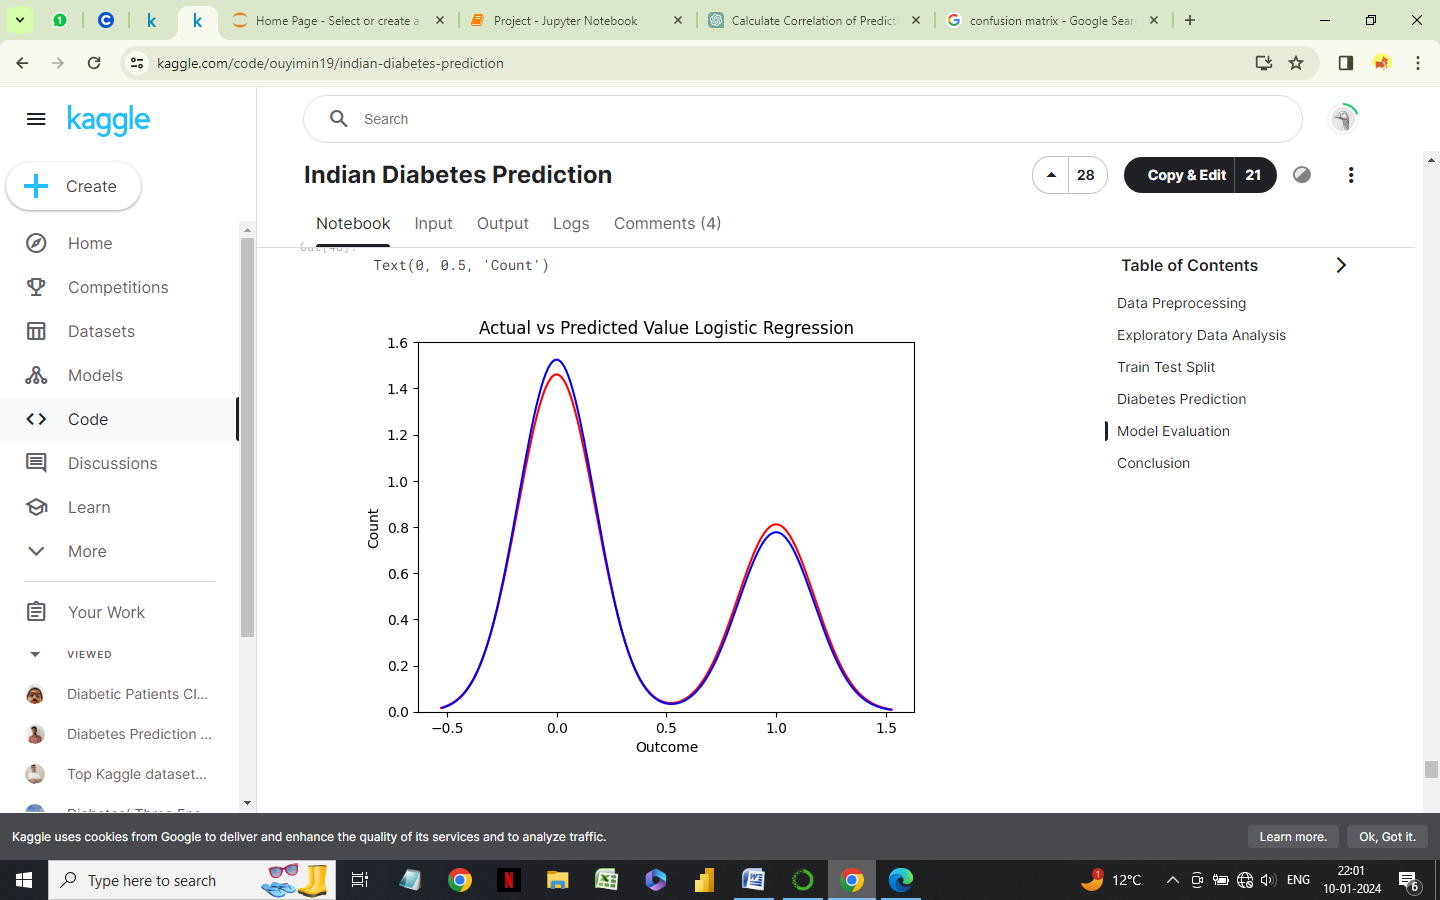 Home Page - Select or create a
Project - Jupyter Notebook
Calculate Correlation of Predict
confusion matrix - Google Sear
kaggle.com/code/ouyimin19/indian-diabetes-prediction
kaggle
Search
Create
Indian Diabetes Prediction
28
Copy & Edit
21
Notebook
Input
Output
Logs
Comments (4)
Home
Competitions
Datasets
Models
Code
Discussions
Learn
More
Your Work
VIEWED
Diabetic Patients Cl...
Diabetes Prediction ...
Top Kaggle dataset...
Text(0, 0.5, 'Count')
Actual vs Predicted Value Logistic Regression
1.6
1.4
1.2
1.0
0.8
0.6
0.4
0.2
0.0
Count
−0.5
0.0
0.5
1.0
1.5
Outcome
Table of Contents
Data Preprocessing
Exploratory Data Analysis
Train Test Split
Diabetes Prediction
Model Evaluation
Conclusion
Kaggle uses cookies from Google to deliver and enhance the quality of its services and to analyze traffic.
Learn more.
Ok, Got it.
Type here to search
12°C
ENG
22:01
10-01-2024
6